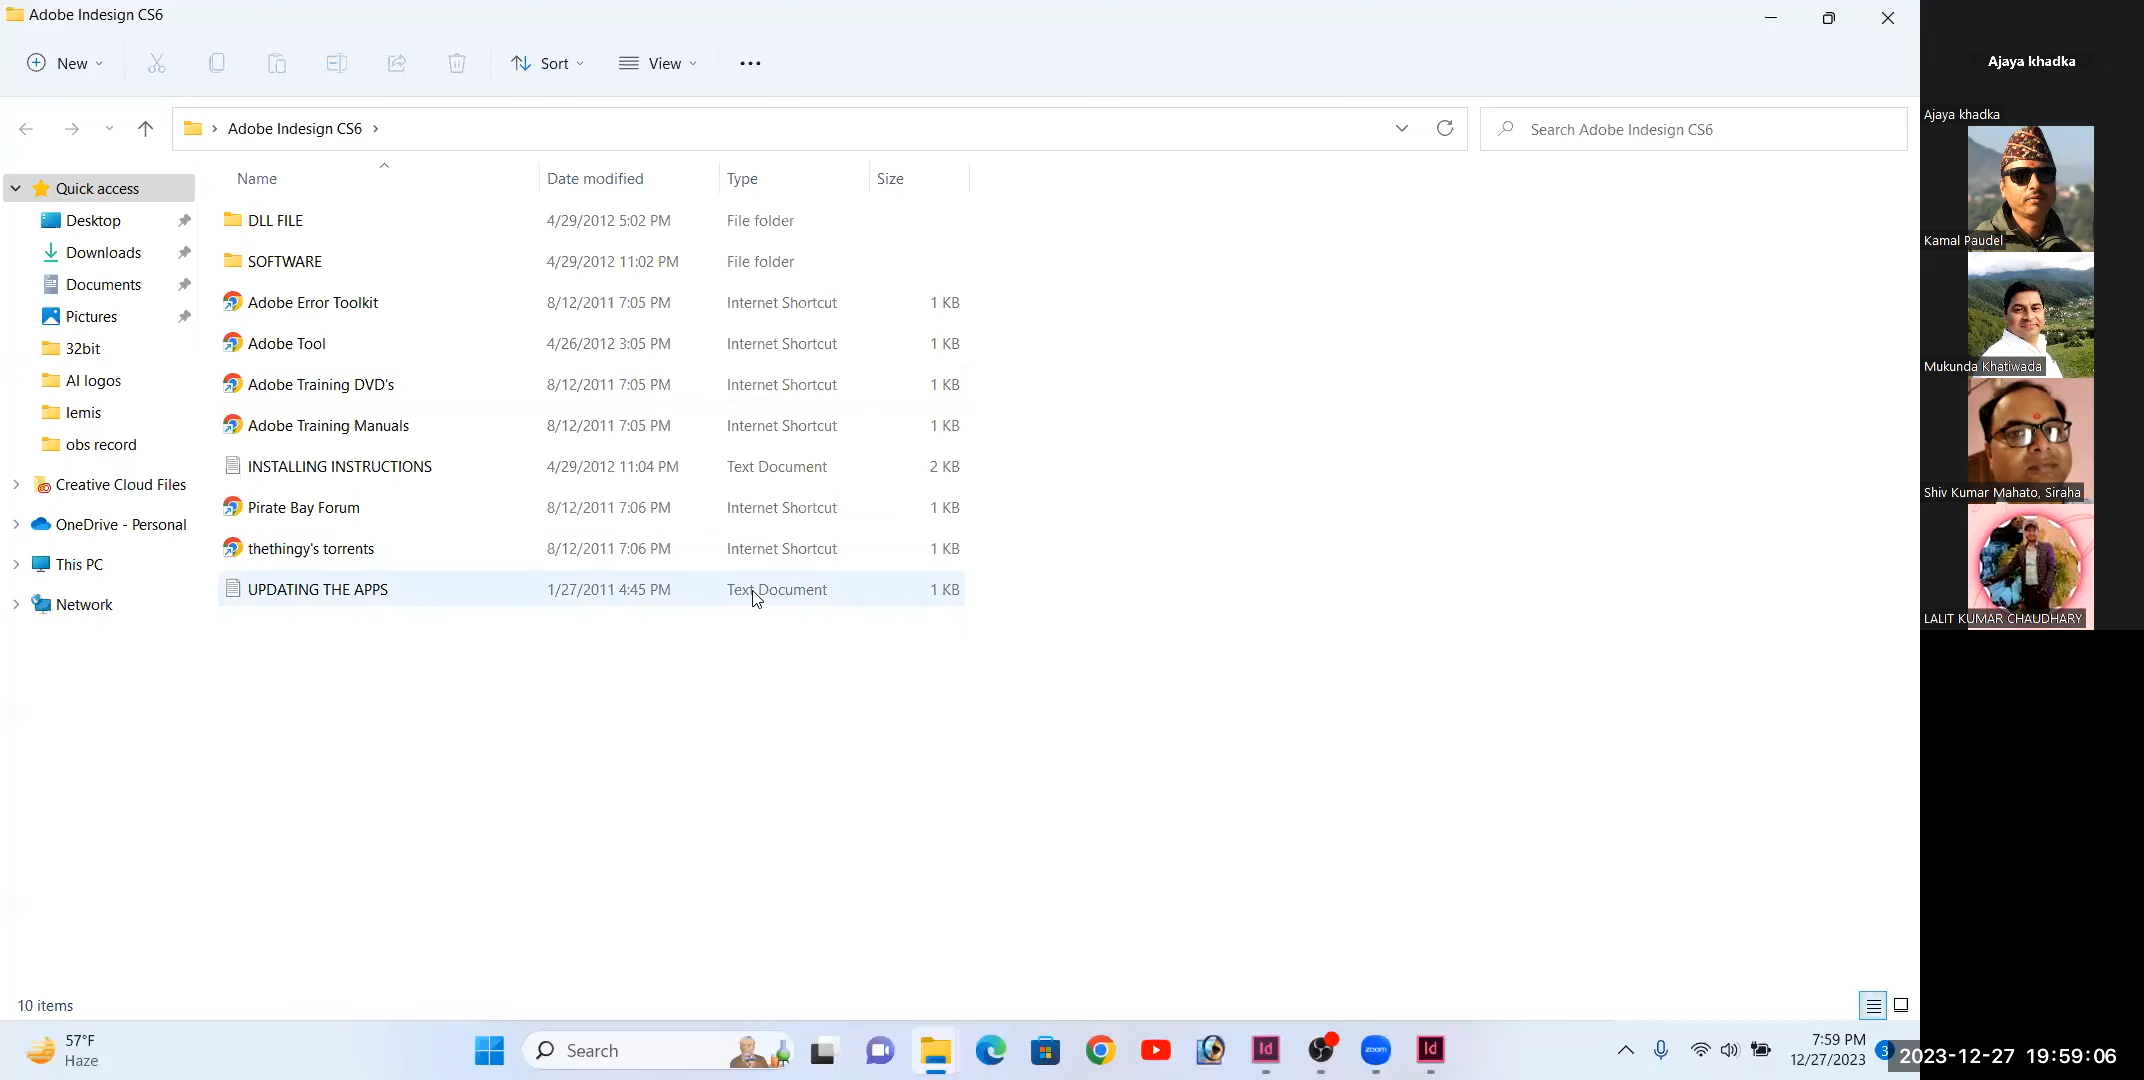 Adobe Indesign CS6
New
Sort
View
Adobe Indesign CS6
Search Adobe Indesign CS6
Name Date modified Type Size
Quick access
Desktop
Downloads
Documents
Pictures
32bit
AI logos
Iemis
obs record
Creative Cloud Files
OneDrive - Personal
This PC
Network
DLL FILE 4/29/2012 5:02 PM File folder
SOFTWARE 4/29/2012 11:02 PM File folder
Adobe Error Toolkit 8/12/2011 7:05 PM Internet Shortcut 1 KB
Adobe Tool 4/26/2012 3:05 PM Internet Shortcut 1 KB
Adobe Training DVD's 8/12/2011 7:05 PM Internet Shortcut 1 KB
Adobe Training Manuals 8/12/2011 7:05 PM Internet Shortcut 1 KB
INSTALLING INSTRUCTIONS 4/29/2012 11:04 PM Text Document 2 KB
Pirate Bay Forum 8/12/2011 7:06 PM Internet Shortcut 1 KB
thethingy's torrents 8/12/2011 7:06 PM Internet Shortcut 1 KB
UPDATING THE APPS 1/27/2011 4:45 PM Text Document 1 KB
10 items
Ajaya khadka
Ajaya khadka
Kamal Paudel
Mukunda Khatiwada
Shiv Kumar Mahato, Siraha
LALIT KUMAR CHAUDHARY
57°F
Haze
Search
Id
zoom
Id
7:59 PM
12/27/2023
3
2023-12-27 19:59:06